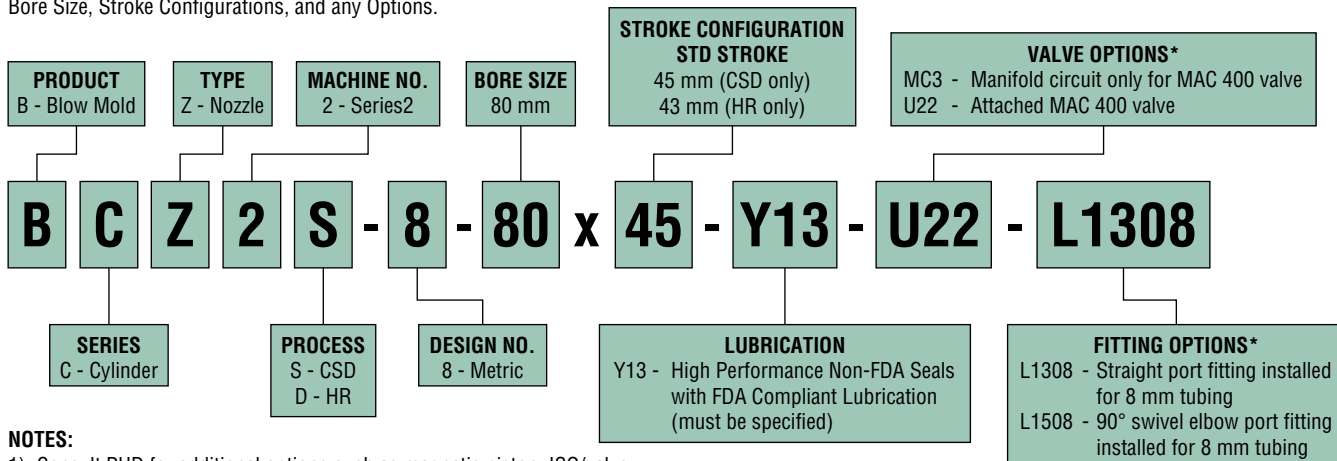 Bore Size, Stroke Configurations, and any Options.
PRODUCT
B - Blow Mold
TYPE
Z - Nozzle
MACHINE NO.
2 - Series2
BORE SIZE
80 mm
STROKE CONFIGURATION
STD STROKE
45 mm (CSD only)
43 mm (HR only)
VALVE OPTIONS*
MC3 - Manifold circuit only for MAC 400 valve
U22 - Attached MAC 400 valve
B C Z 2 S - 8 - 80 x 45 - Y13 - U22 - L1308
SERIES
C - Cylinder
PROCESS
S - CSD
D - HR
DESIGN NO.
8 - Metric
LUBRICATION
Y13 - High Performance Non-FDA Seals
with FDA Compliant Lubrication
(must be specified)
FITTING OPTIONS*
L1308 - Straight port fitting installed
for 8 mm tubing
L1508 - 90° swivel elbow port fitting
installed for 8 mm tubing
NOTES: